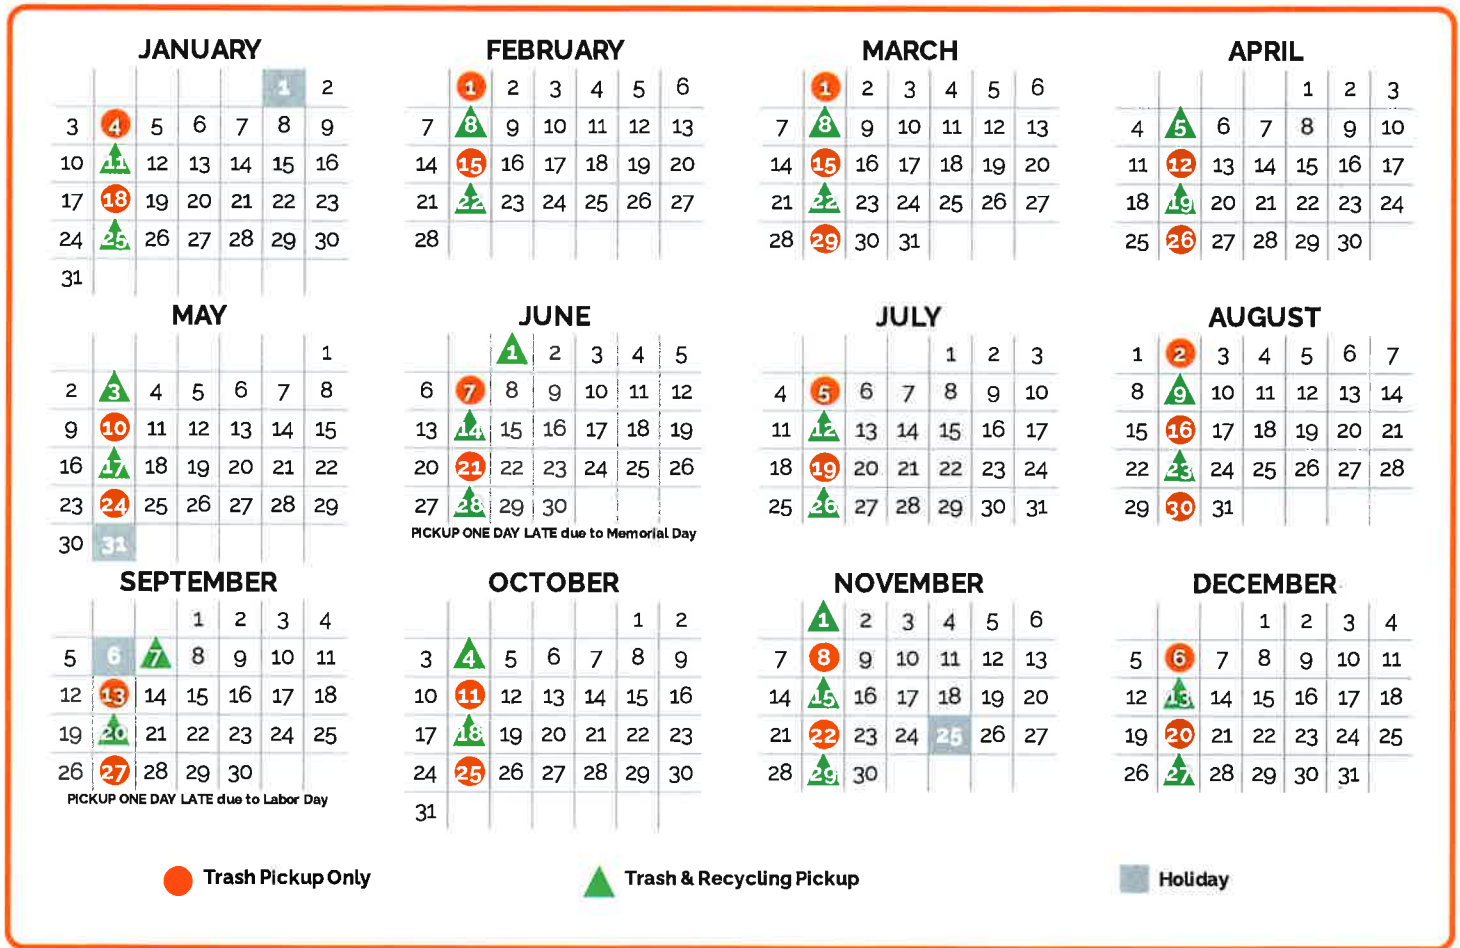 JANUARY FEBRUARY MARCH APRIL
1 2 1 2 3 4 5 6 1 2 3 4 5 6 1 2 3
3 4 5 6 7 8 9 7 8 9 10 11 12 13 7 8 9 10 11 12 13 4 5 6 7 8 9 10
10 11 12 13 14 15 16 14 15 16 17 18 19 20 14 15 16 17 18 19 20 11 12 13 14 15 16 17
17 18 19 20 21 22 23 21 22 23 24 25 26 27 21 22 23 24 25 26 27 18 19 20 21 22 23 24
24 25 26 27 28 29 30 28 28 29 30 31 25 26 27 28 29 30
31
MAY JUNE JULY AUGUST
1 1 2 3 4 5 1 2 3 1 2 3 4 5 6 7
2 3 4 5 6 7 8 6 7 8 9 10 11 12 4 5 6 7 8 9 10 8 9 10 11 12 13 14
9 10 11 12 13 14 15 13 14 15 16 17 18 19 11 12 13 14 15 16 17 15 16 17 18 19 20 21
16 17 18 19 20 21 22 20 21 22 23 24 25 26 18 19 20 21 22 23 24 22 23 24 25 26 27 28
23 24 25 26 27 28 29 27 28 29 30 25 26 27 28 29 30 31 29 30 31
30 31 PICKUP ONE DAY LATE due to Memorial Day
SEPTEMBER OCTOBER NOVEMBER DECEMBER
1 2 3 4 1 2 1 2 3 4 5 6 1 2 3 4
5 6 7 8 9 10 11 3 4 5 6 7 8 9 7 8 9 10 11 12 13 5 6 7 8 9 10 11
12 13 14 15 16 17 18 10 11 12 13 14 15 16 14 15 16 17 18 19 20 12 13 14 15 16 17 18
19 20 21 22 23 24 25 17 18 19 20 21 22 23 21 22 23 24 25 26 27 19 20 21 22 23 24 25
26 27 28 29 30 24 25 26 27 28 29 30 28 29 30 26 27 28 29 30 31
PICKUP ONE DAY LATE due to Labor Day 31
Trash Pickup Only Trash & Recycling Pickup Holiday